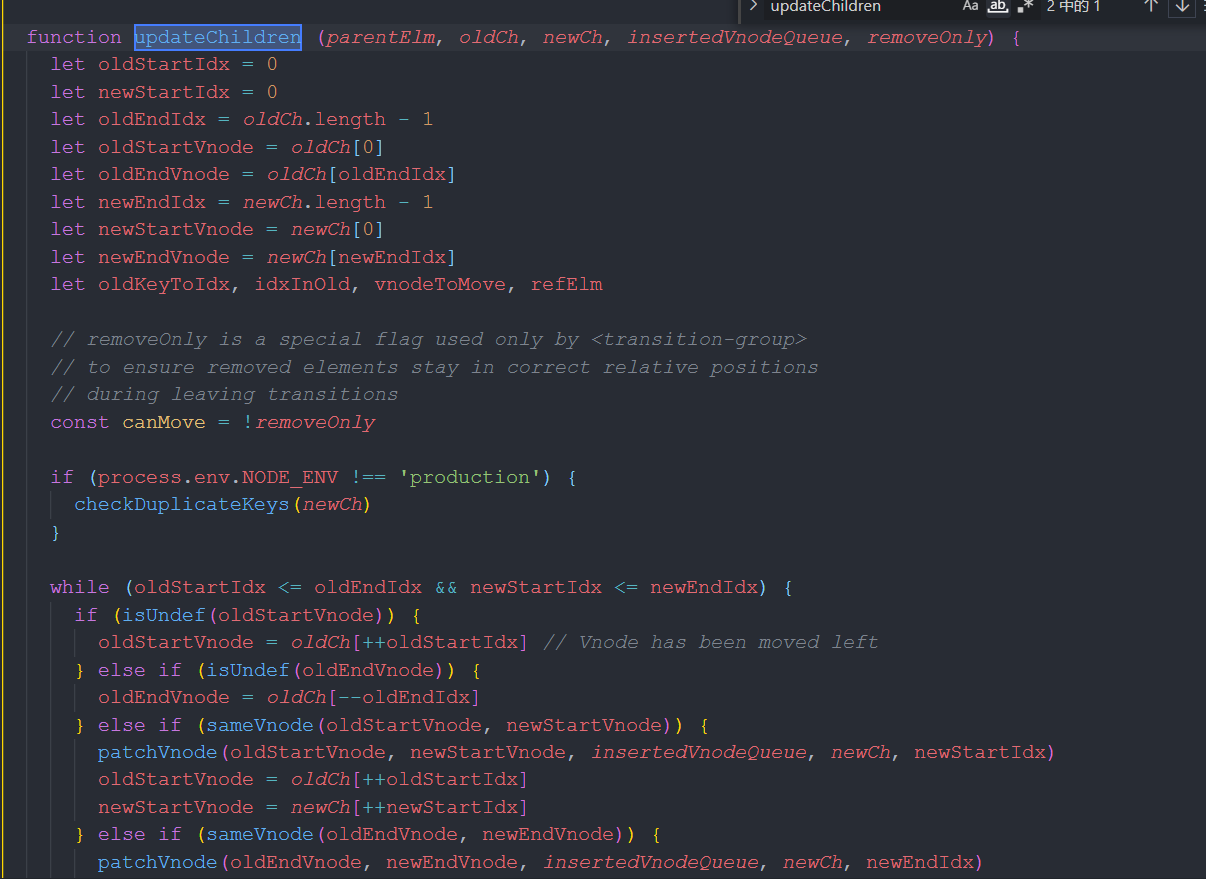 updateChildren Aa ab 2 中的 1
function updateChildren (parentElm, oldCh, newCh, insertedVnodeQueue, removeOnly) {
let oldStartIdx = 0
let newStartIdx = 0
let oldEndIdx = oldCh.length - 1
let oldStartVnode = oldCh[0]
let oldEndVnode = oldCh[oldEndIdx]
let newEndIdx = newCh.length - 1
let newStartVnode = newCh[0]
let newEndVnode = newCh[newEndIdx]
let oldKeyToIdx, idxInOld, vnodeToMove, refElm
// removeOnly is a special flag used only by <transition-group>
// to ensure removed elements stay in correct relative positions
// during leaving transitions
const canMove = !removeOnly
if (process.env.NODE_ENV !== 'production') {
checkDuplicateKeys(newCh)
}
while (oldStartIdx <= oldEndIdx && newStartIdx <= newEndIdx) {
if (isUndef(oldStartVnode)) {
oldStartVnode = oldCh[++oldStartIdx] // Vnode has been moved left
} else if (isUndef(oldEndVnode)) {
oldEndVnode = oldCh[--oldEndIdx]
} else if (sameVnode(oldStartVnode, newStartVnode)) {
patchVnode(oldStartVnode, newStartVnode, insertedVnodeQueue, newCh, newStartIdx)
oldStartVnode = oldCh[++oldStartIdx]
newStartVnode = newCh[++newStartIdx]
} else if (sameVnode(oldEndVnode, newEndVnode)) {
patchVnode(oldEndVnode, newEndVnode, insertedVnodeQueue, newCh, newEndIdx)